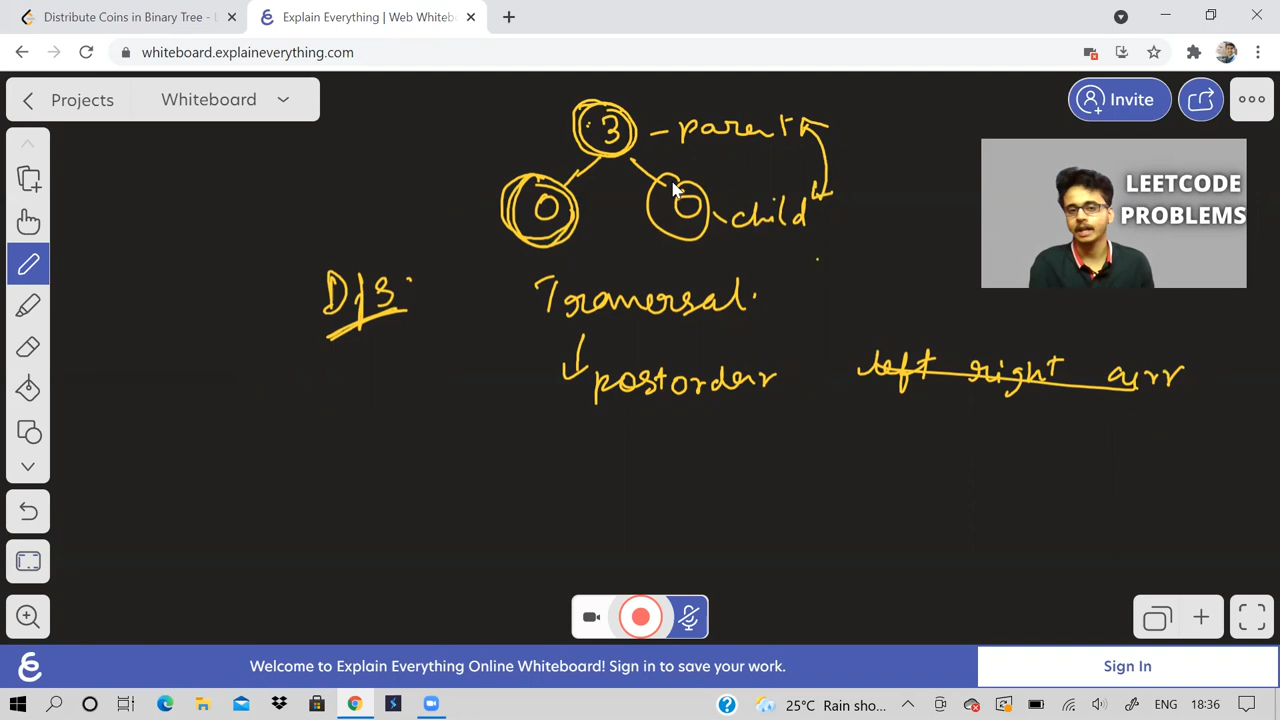 Distribute Coins in Binary Tree - L
Explain Everything | Web Whiteb
whiteboard.explaineverything.com
Projects
Whiteboard
Invite
3 - parent
0
0 child
LEETCODE
PROBLEMS
Dfs.
Traversal.
postorder
left right curr
Welcome to Explain Everything Online Whiteboard! Sign in to save your work.
Sign In
25°C Rain sho...
ENG
18:36